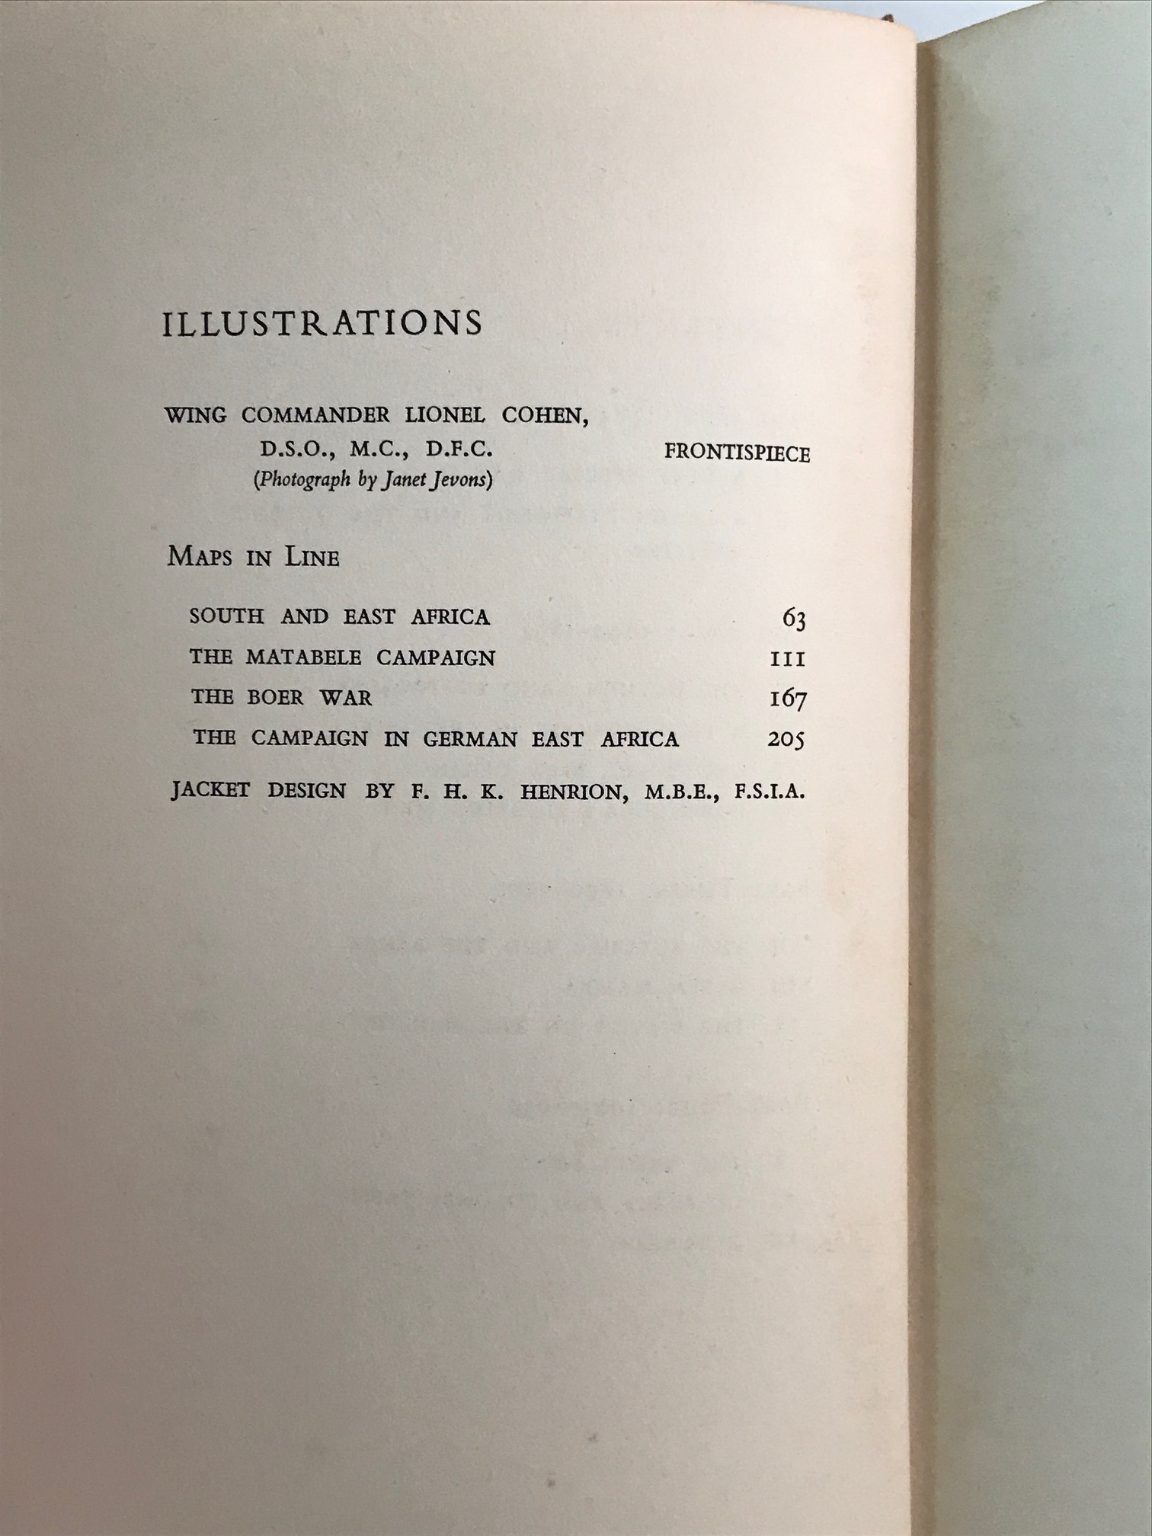 ILLUSTRATIONS
WING COMMANDER LIONEL COHEN,
D.S.O., M.C., D.F.C. FRONTISPIECE
(Photograph by Janet Jevons)
MAPS IN LINE
SOUTH AND EAST AFRICA 63
THE MATABELE CAMPAIGN 111
THE BOER WAR 167
THE CAMPAIGN IN GERMAN EAST AFRICA 205
JACKET DESIGN BY F. H. K. HENRION, M.B.E., F.S.I.A.